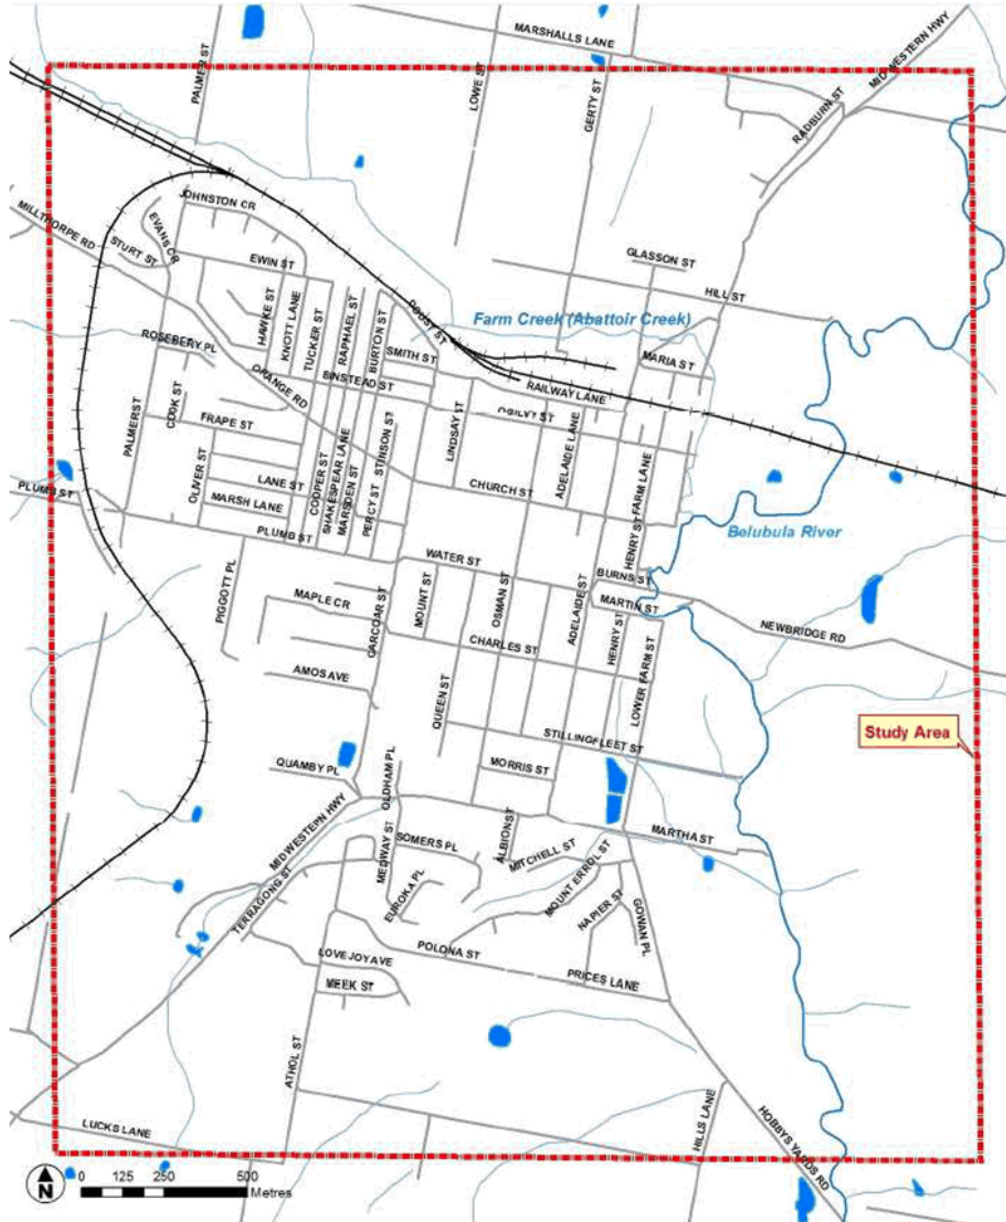 MARSHALLS LANE
MIDWESTERN HWY
PALMER ST
LOWE ST
GERTY ST
RADBURN ST
JOHNSTON CR
MILLTHORPE RD
EVANS CR
STURT ST
EWIN ST
GLASSON ST
HILL ST
HAWKE ST
KNOTT LANE
TUCKER ST
RAPHAEL ST
BURTON ST
DOUST ST
Farm Creek (Abattoir Creek)
ROSEBERY PL
SMITH ST
MARIA ST
ORANGE RD
BINSTEAD ST
RAILWAY LANE
COOK ST
PALMER ST
FRAPE ST
STINSON ST
LINDSAY ST
OGILVY ST
ADELAIDE LANE
OLIVER ST
LANE ST
COOPER ST
SHAKESPEAR LANE
MARSDEN ST
PERCY ST
CHURCH ST
FARM LANE
PLUMB ST
MARSH LANE
PLUMB ST
HENRY ST
Belubula River
WATER ST
BURNS ST
PIGGOTT PL
MAPLE CR
CARCOAR ST
MOUNT ST
OSMAN ST
ADELAIDE ST
MARTIN ST
NEWBRIDGE RD
CHARLES ST
HENRY ST
LOWER FARM ST
AMOS AVE
QUEEN ST
STILLINGFLEET ST
Study Area
QUAMBY PL
OLDHAM PL
MORRIS ST
MIDWESTERN HWY
MEDWAY ST
SOMERS PL
ALBION ST
MITCHELL ST
MARTHA ST
TERRAGONG ST
EUROKA PL
MOUNT ERROL ST
NAPIER ST
GOWAN PL
LOVEJOY AVE
POLONA ST
PRICES LANE
MEEK ST
ATHOL ST
LUCKS LANE
HILLS LANE
HOBBYS YARDS RD
N
0 125 250 500
Metres